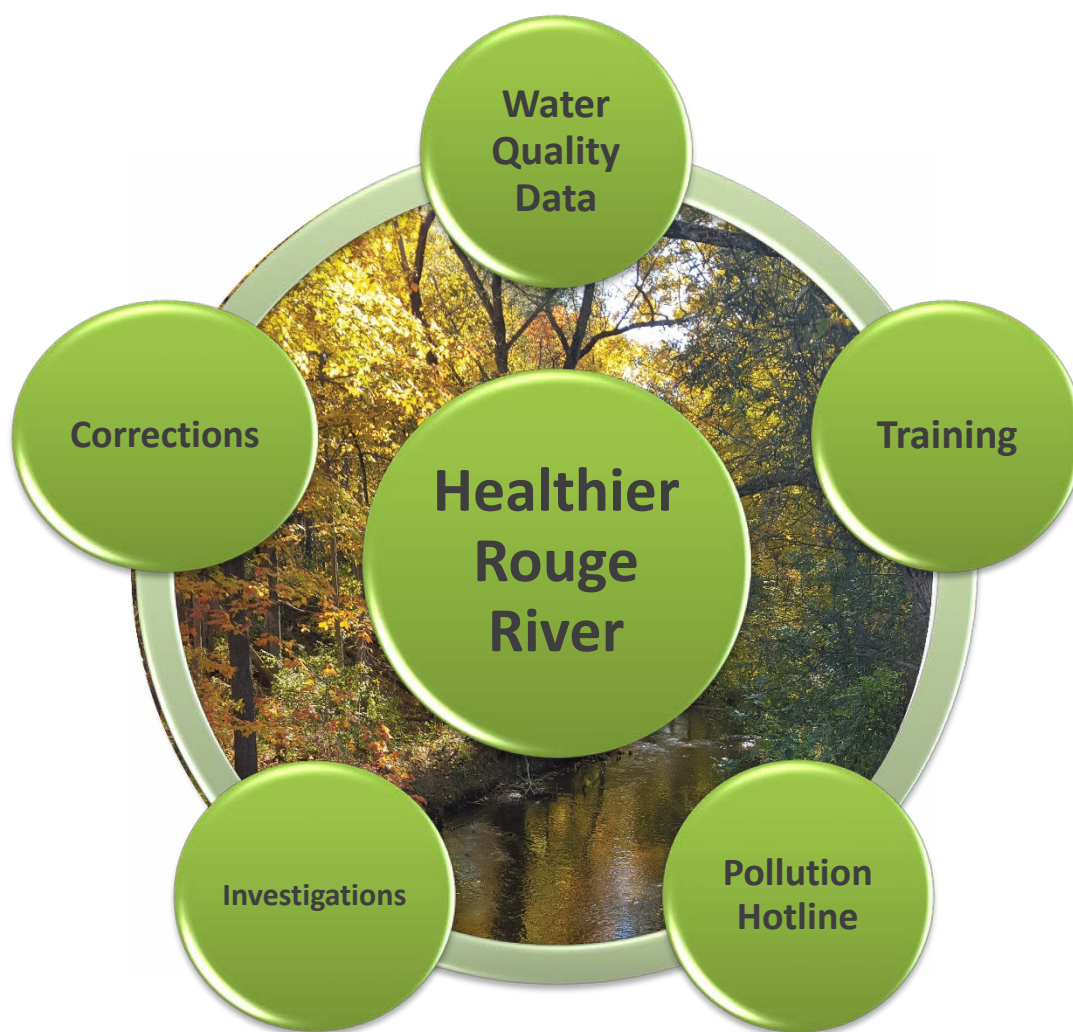 Water
Quality
Data
Corrections
Training
Healthier
Rouge
River
Investigations
Pollution
Hotline